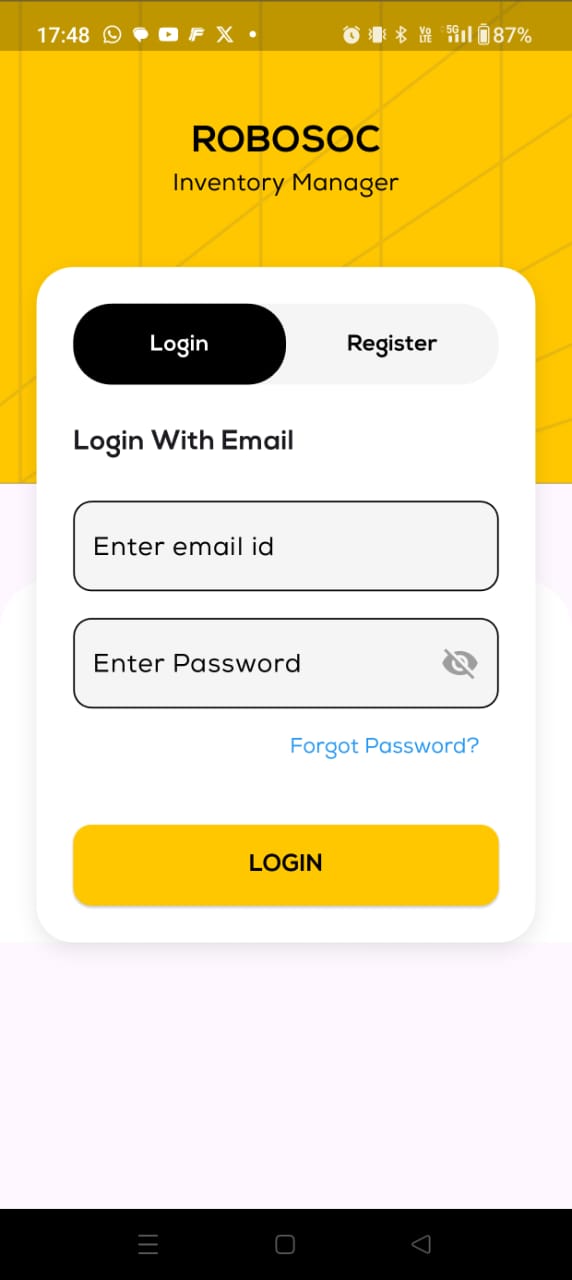 17:48 87%
ROBOSOC
Inventory Manager
Login Register
Login With Email
Enter email id
Enter Password
Forgot Password?
LOGIN